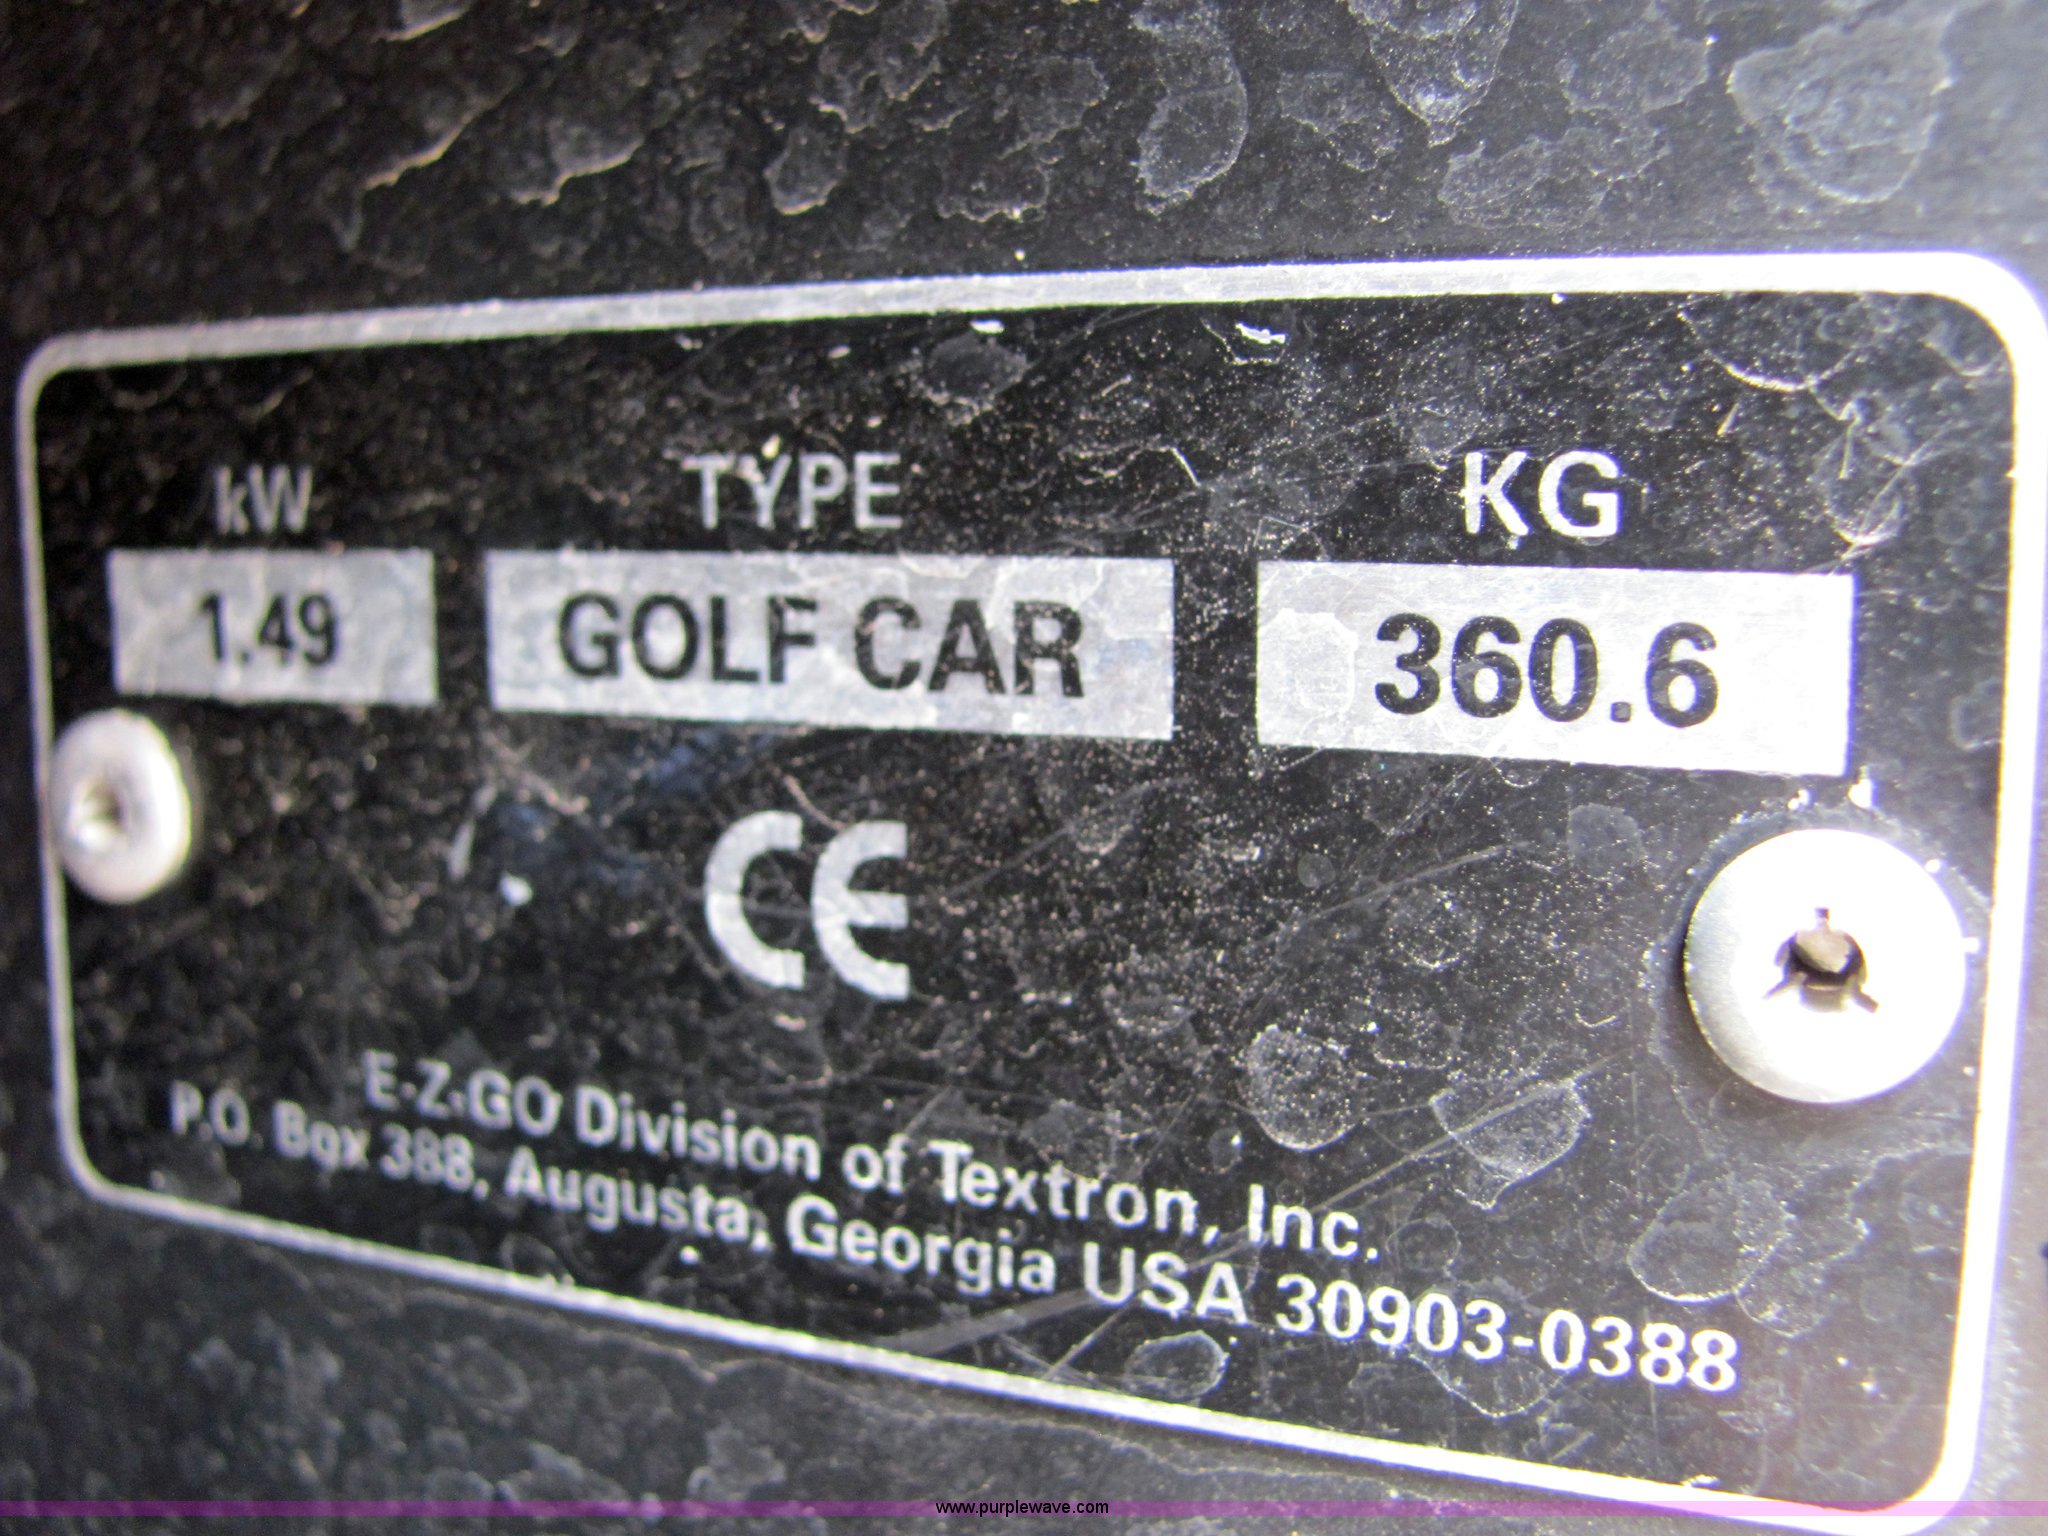 kW TYPE KG
1.49 GOLF CAR 360.6
CE
E-Z-GO Division of Textron, Inc.
P.O. Box 388, Augusta, Georgia USA 30903-0388
www.purplewave.com